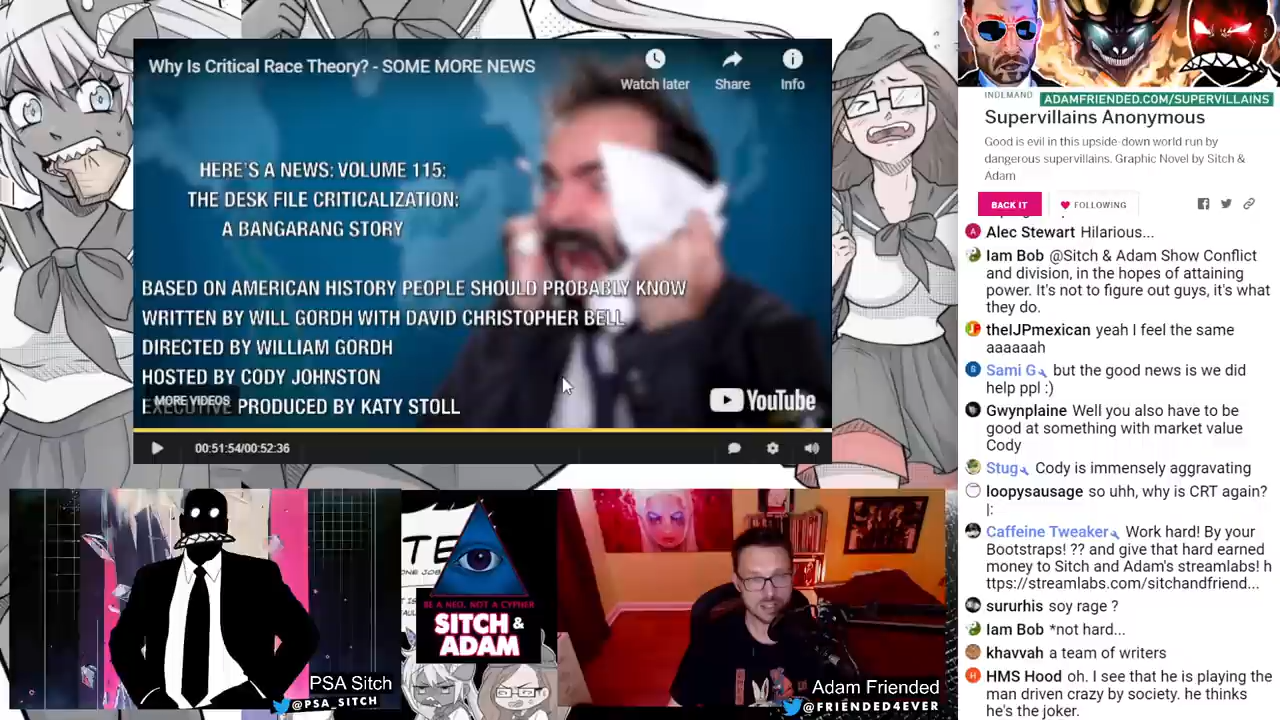 Why Is Critical Race Theory? - SOME MORE NEWS
Watch later
Share
Info
HERE'S A NEWS: VOLUME 115:
THE DESK FILE CRITICALIZATION:
A BANGARANG STORY
BASED ON AMERICAN HISTORY PEOPLE SHOULD PROBABLY KNOW
WRITTEN BY WILL GORDH WITH DAVID CHRISTOPHER BELL
DIRECTED BY WILLIAM GORDH
HOSTED BY CODY JOHNSTON
EXECUTIVE PRODUCED BY KATY STOLL
MORE VIDEOS
YouTube
00:51:54/00:52:36
BE A NEO, NOT A CYPHER
SITCH &
ADAM
PSA Sitch
@PSA_SITCH
Adam Friended
@FRIENDED4EVER
INDEMAND
ADAMFRIENDED.COM/SUPERVILLAINS
Supervillains Anonymous
Good is evil in this upside-down world run by
dangerous supervillains. Graphic Novel by Sitch &
Adam
BACK IT
FOLLOWING
Alec Stewart Hilarious...
Iam Bob @Sitch & Adam Show Conflict
and division, in the hopes of attaining
power. It's not to figure out guys, it's what
they do.
theIJPmexican yeah I feel the same
aaaaaah
Sami G but the good news is we did
help ppl :)
Gwynplaine Well you also have to be
good at something with market value
Cody
Stug Cody is immensely aggravating
loopysausage so uhh, why is CRT again?
|:
Caffeine Tweaker Work hard! By your
Bootstraps! ?? and give that hard earned
money to Sitch and Adam's streamlabs! h
ttps://streamlabs.com/sitchandfriend...
sururhis soy rage ?
Iam Bob *not hard...
khavvah a team of writers
HMS Hood oh. I see that he is playing the
man driven crazy by society. he thinks
he's the joker.